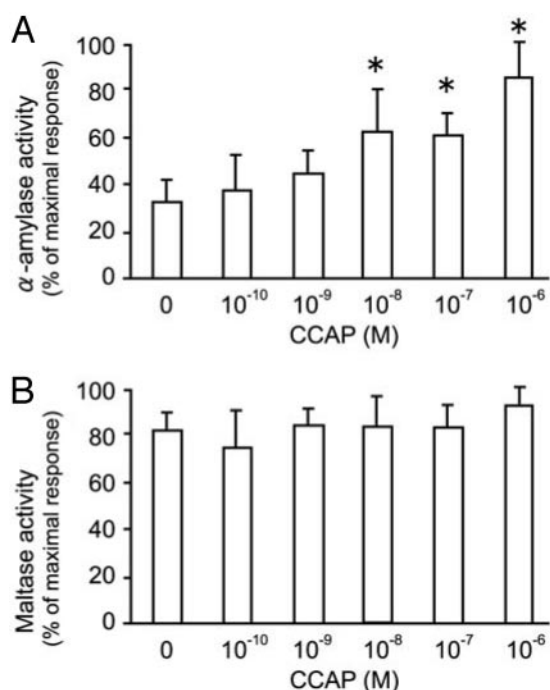 A
α-amylase activity
(% of maximal response)
100
80
60
40
20
0
* * *
0 10⁻¹⁰ 10⁻⁹ 10⁻⁸ 10⁻⁷ 10⁻⁶
CCAP (M)
B
Maltase activity
(% of maximal response)
100
80
60
40
20
0
0 10⁻¹⁰ 10⁻⁹ 10⁻⁸ 10⁻⁷ 10⁻⁶
CCAP (M)